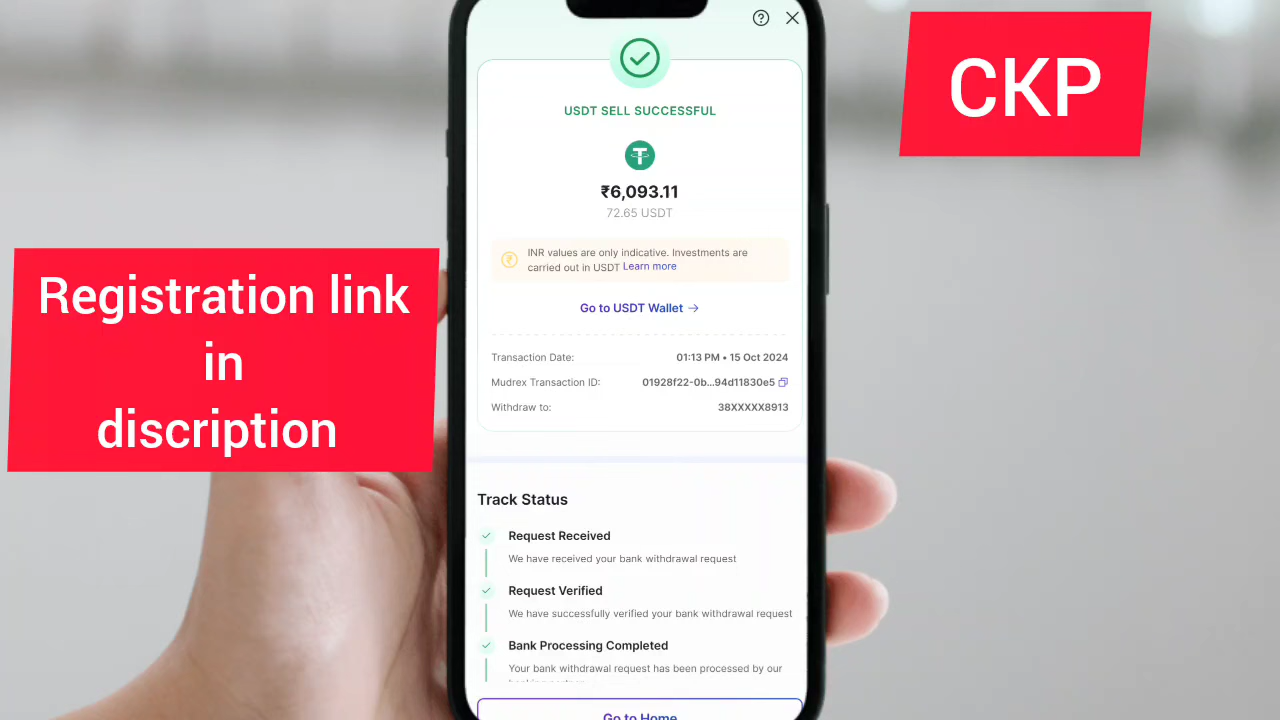 CKP
Registration link
in
discription
USDT SELL SUCCESSFUL
₹6,093.11
72.65 USDT
INR values are only indicative. Investments are
carried out in USDT Learn more
Go to USDT Wallet →
Transaction Date: 01:13 PM • 15 Oct 2024
Mudrex Transaction ID: 01928f22-0b...94d11830e5
Withdraw to: 38XXXXX8913
Track Status
Request Received
We have received your bank withdrawal request
Request Verified
We have successfully verified your bank withdrawal request
Bank Processing Completed
Your bank withdrawal request has been processed by our
Go to Home